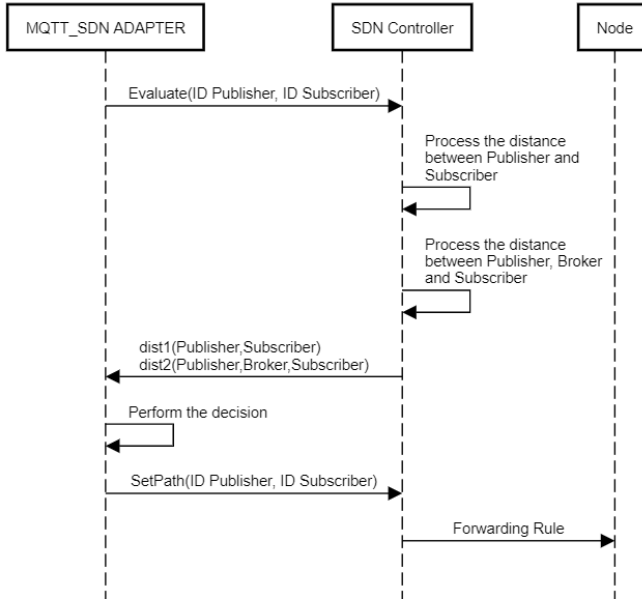 MQTT_SDN ADAPTER
SDN Controller
Node
Evaluate(ID Publisher, ID Subscriber)
Process the distance
between Publisher and
Subscriber
Process the distance
between Publisher, Broker
and Subscriber
dist1(Publisher,Subscriber)
dist2(Publisher,Broker,Subscriber)
Perform the decision
SetPath(ID Publisher, ID Subscriber)
Forwarding Rule